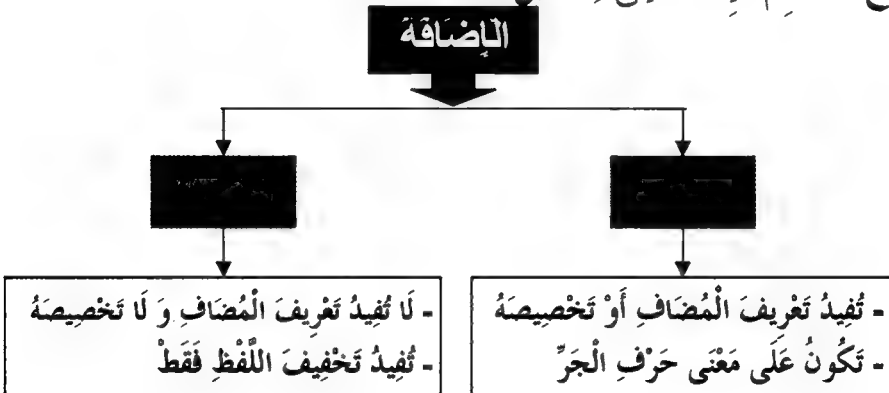 الْإِضَافَةُ
- تُفِيدُ تَعْرِيفَ الْمُضَافِ أَوْ تَخْصِيصَهُ
- تَكُونُ عَلَى مَعْنَى حَرْفِ الْجَرِّ
- لَا تُفِيدُ تَعْرِيفَ الْمُضَافِ وَ لَا تَخْصِيصَهُ
- تُفِيدُ تَخْفِيفَ اللَّفْظِ فَقَطْ